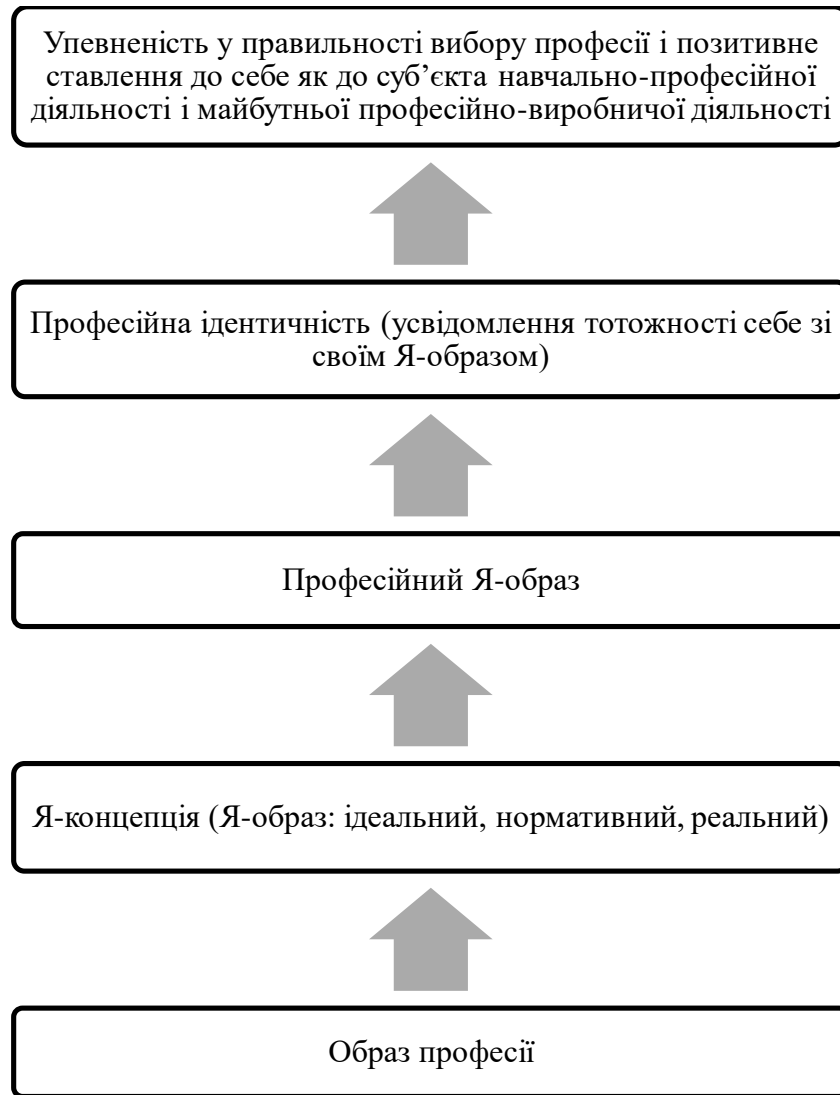 Упевненість у правильності вибору професії і позитивне
ставлення до себе як до суб’єкта навчально-професійної
діяльності і майбутньої професійно-виробничої діяльності
Професійна ідентичність (усвідомлення тотожності себе зі
своїм Я-образом)
Професійний Я-образ
Я-концепція (Я-образ: ідеальний, нормативний, реальний)
Образ професії